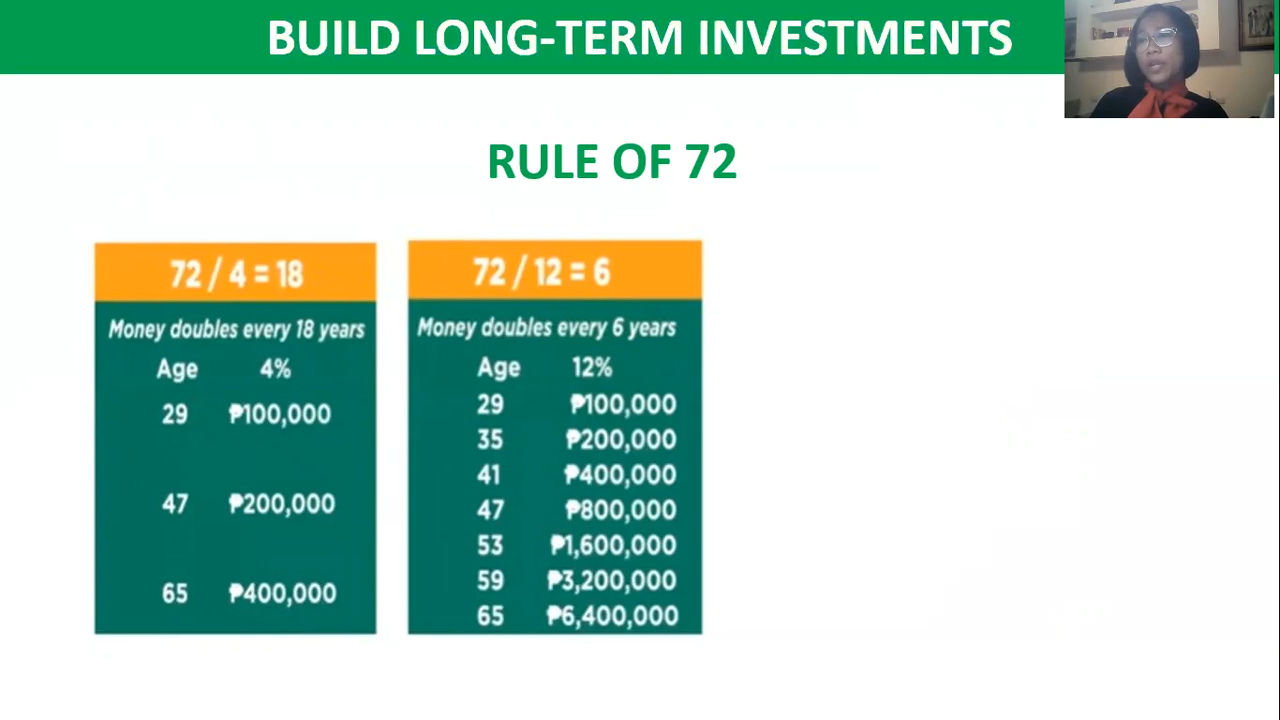 BUILD LONG-TERM INVESTMENTS
RULE OF 72
72 / 4 = 18
Money doubles every 18 years
Age 4%
29 ₱100,000
47 ₱200,000
65 ₱400,000
72 / 12 = 6
Money doubles every 6 years
Age 12%
29 ₱100,000
35 ₱200,000
41 ₱400,000
47 ₱800,000
53 ₱1,600,000
59 ₱3,200,000
65 ₱6,400,000